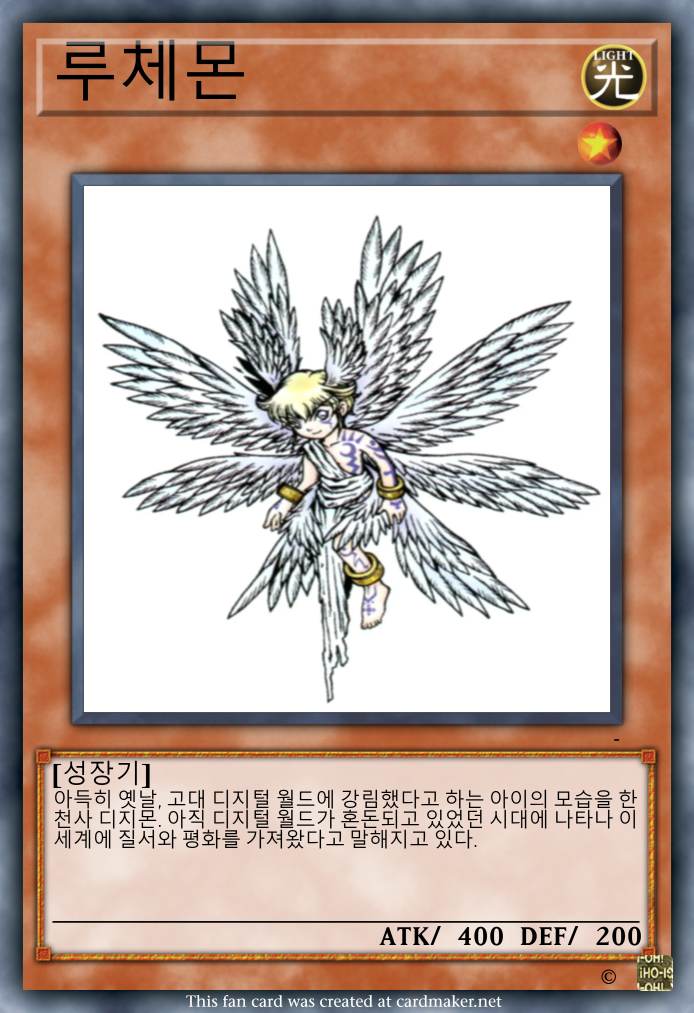 루체몬
LIGHT
光
-
[성장기]
아득히 옛날, 고대 디지털 월드에 강림했다고 하는 아이의 모습을 한
천사 디지몬. 아직 디지털 월드가 혼돈되고 있었던 시대에 나타나 이
세계에 질서와 평화를 가져왔다고 말해지고 있다.
ATK/ 400 DEF/ 200
©
This fan card was created at cardmaker.net